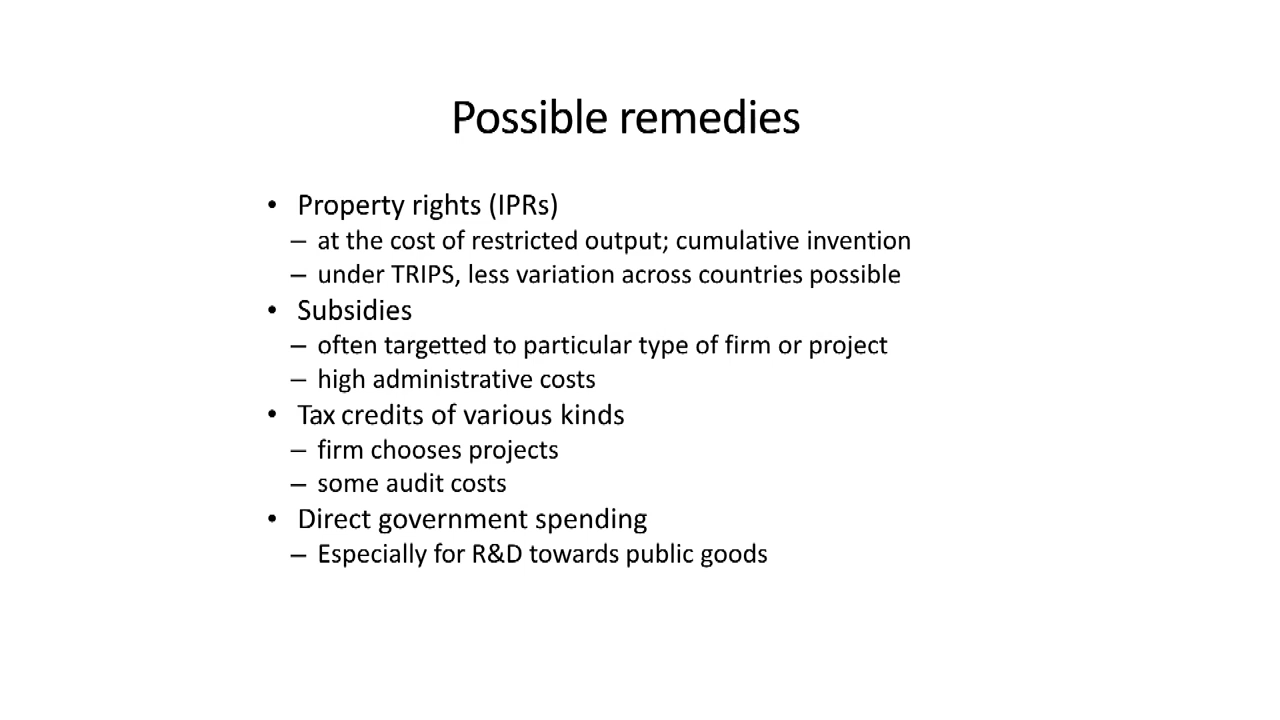 Possible remedies
• Property rights (IPRs)
– at the cost of restricted output; cumulative invention
– under TRIPS, less variation across countries possible
• Subsidies
– often targetted to particular type of firm or project
– high administrative costs
• Tax credits of various kinds
– firm chooses projects
– some audit costs
• Direct government spending
– Especially for R&D towards public goods